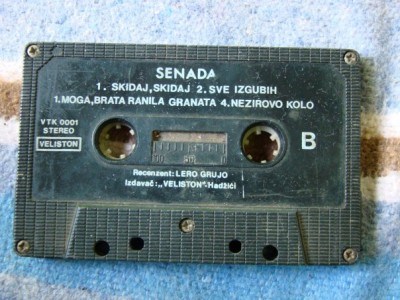 SENADA
1. SKIDAJ, SKIDAJ 2. SVE IZGUBIH
1.MOGA,BRATA RANILA GRANATA 4. NEZIROVO KOLO
VTK 0001
STEREO
VELISTON
B
Recenzent: LERO GRUJO
Izdavač: „VELISTON"-Hadžići